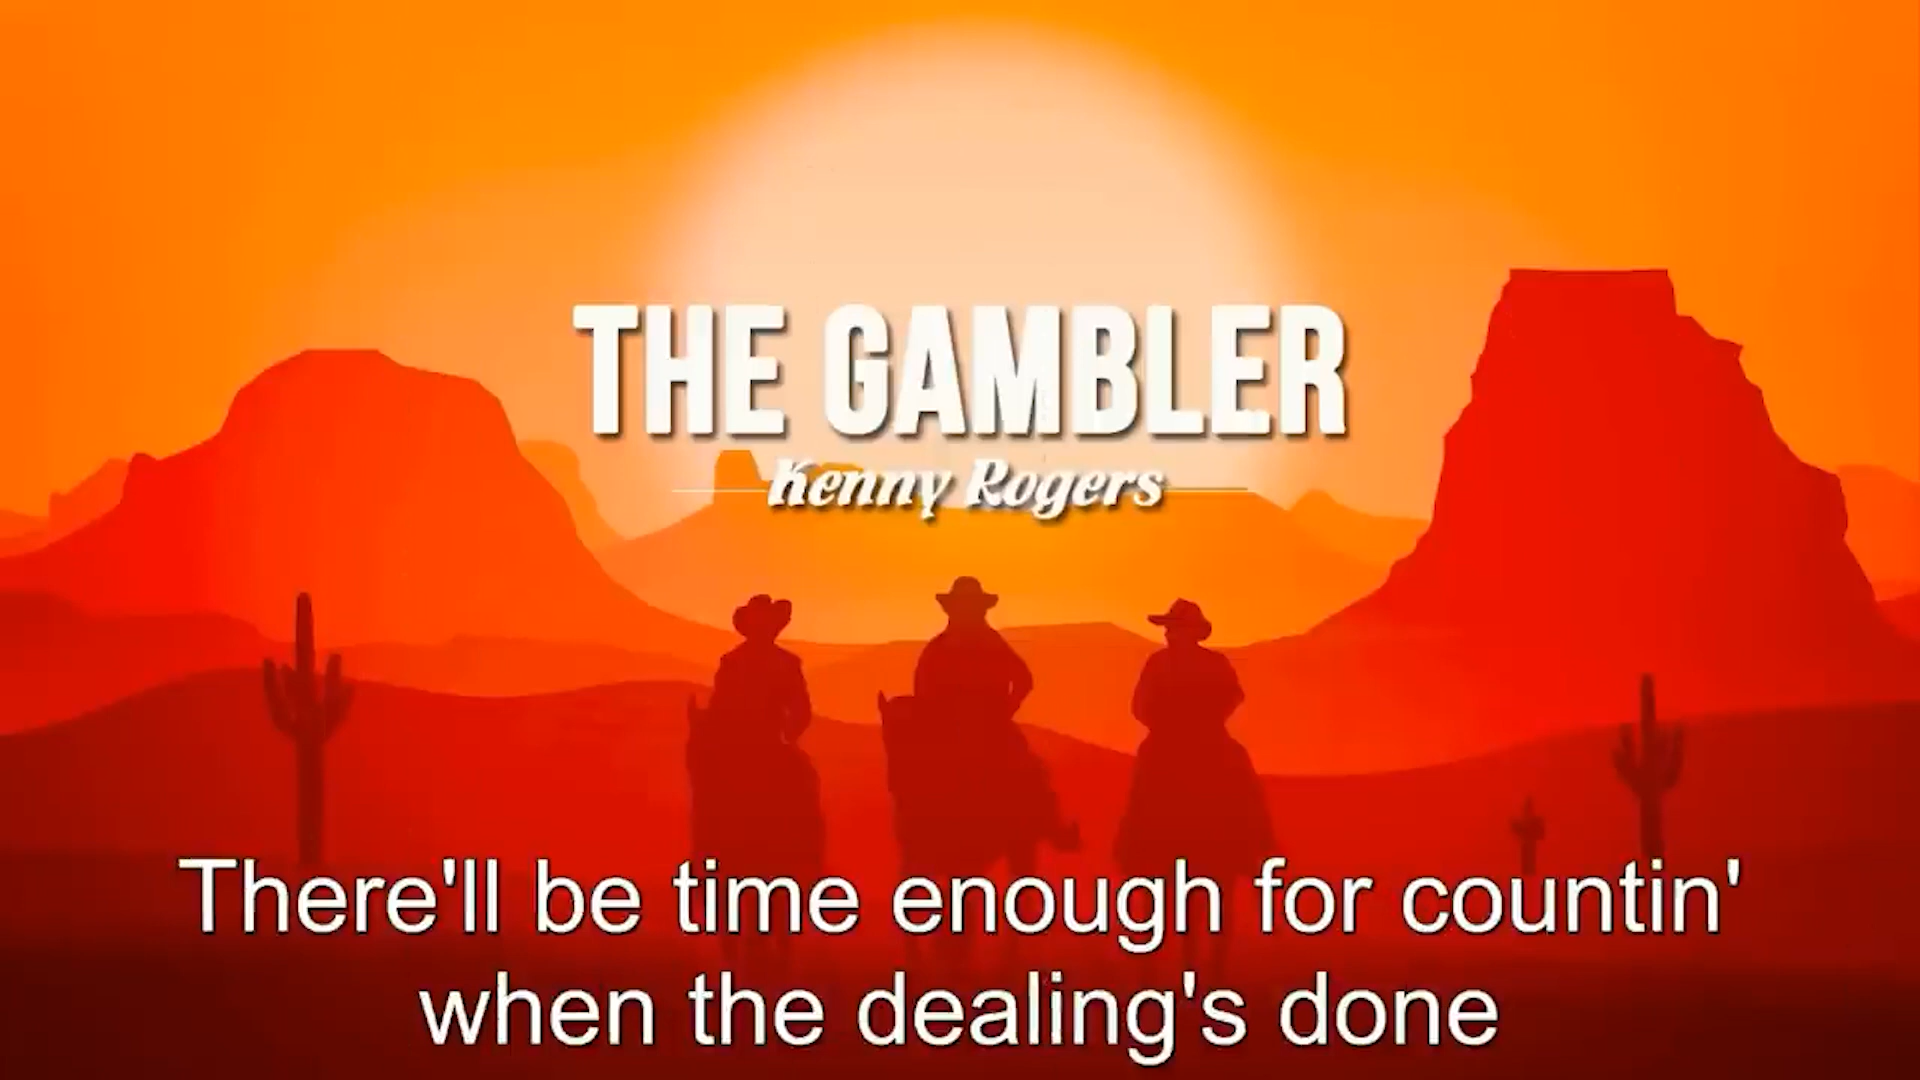 THE GAMBLER
Kenny Rogers
There'll be time enough for countin'
when the dealing's done